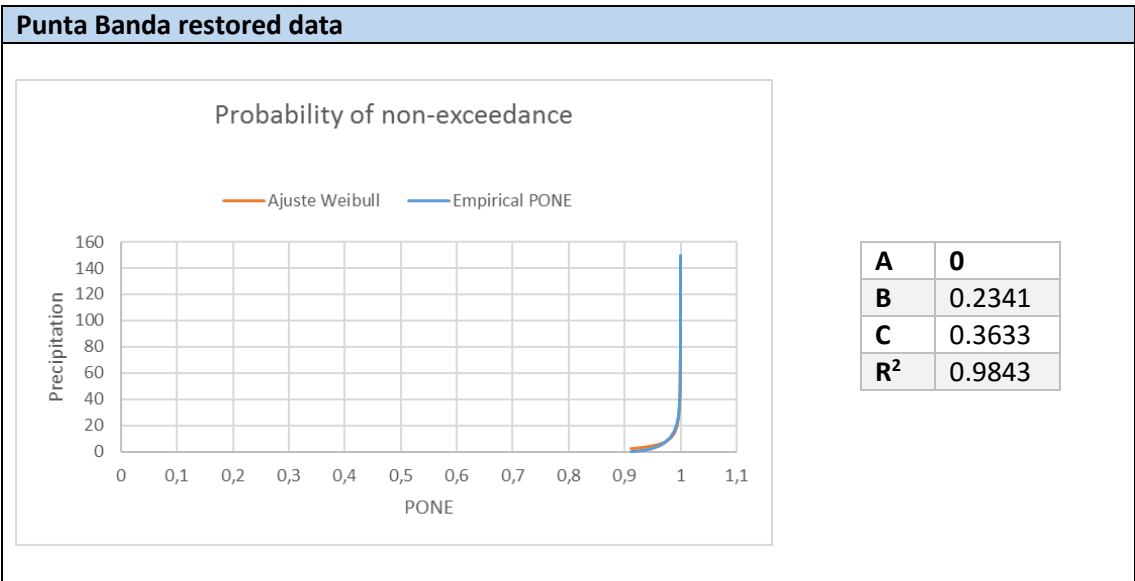 Punta Banda restored data
Probability of non-exceedance
Ajuste Weibull Empirical PONE
160
140
120
100
80
60
40
20
0
Precipitation
0 0,1 0,2 0,3 0,4 0,5 0,6 0,7 0,8 0,9 1 1,1
PONE
A 0
B 0.2341
C 0.3633
R² 0.9843